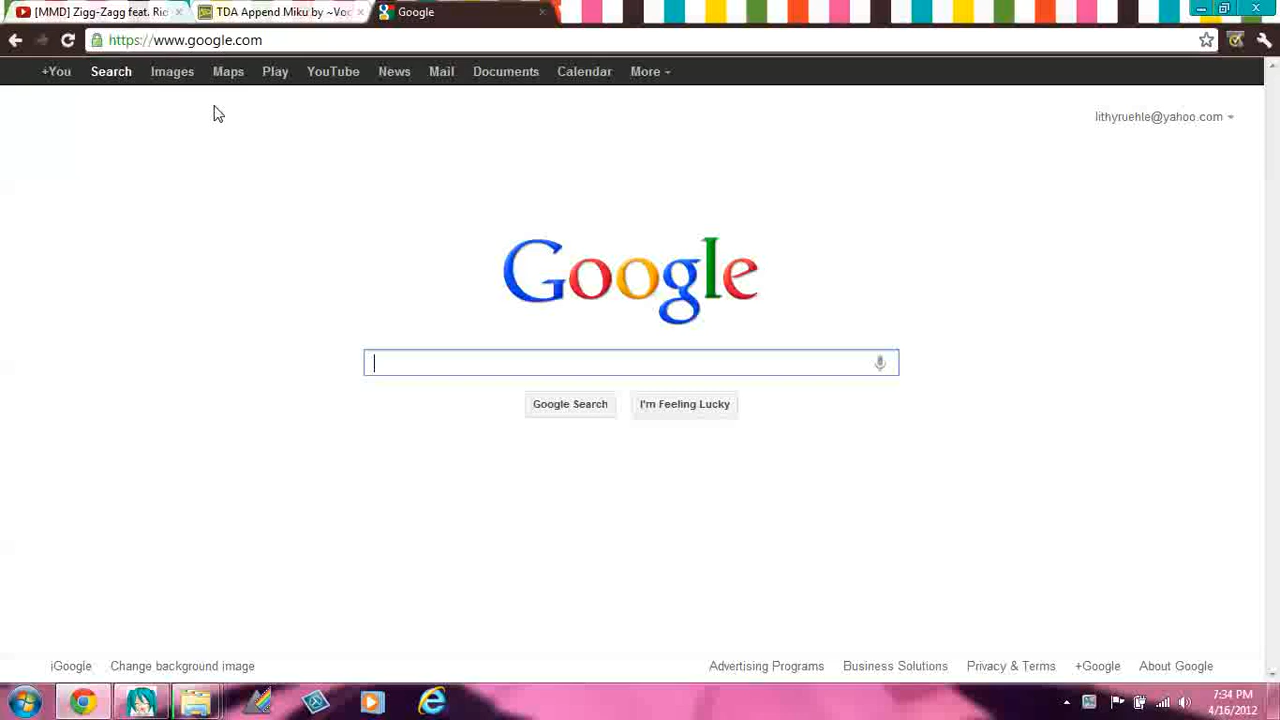 [MMD] Zigg-Zagg feat. Ric
TDA Append Miku by ~Voc
Google
https://www.google.com
+You Search Images Maps Play YouTube News Mail Documents Calendar More
lithyruehle@yahoo.com
Google
Google Search I'm Feeling Lucky
iGoogle Change background image Advertising Programs Business Solutions Privacy & Terms +Google About Google
7:34 PM
4/16/2012